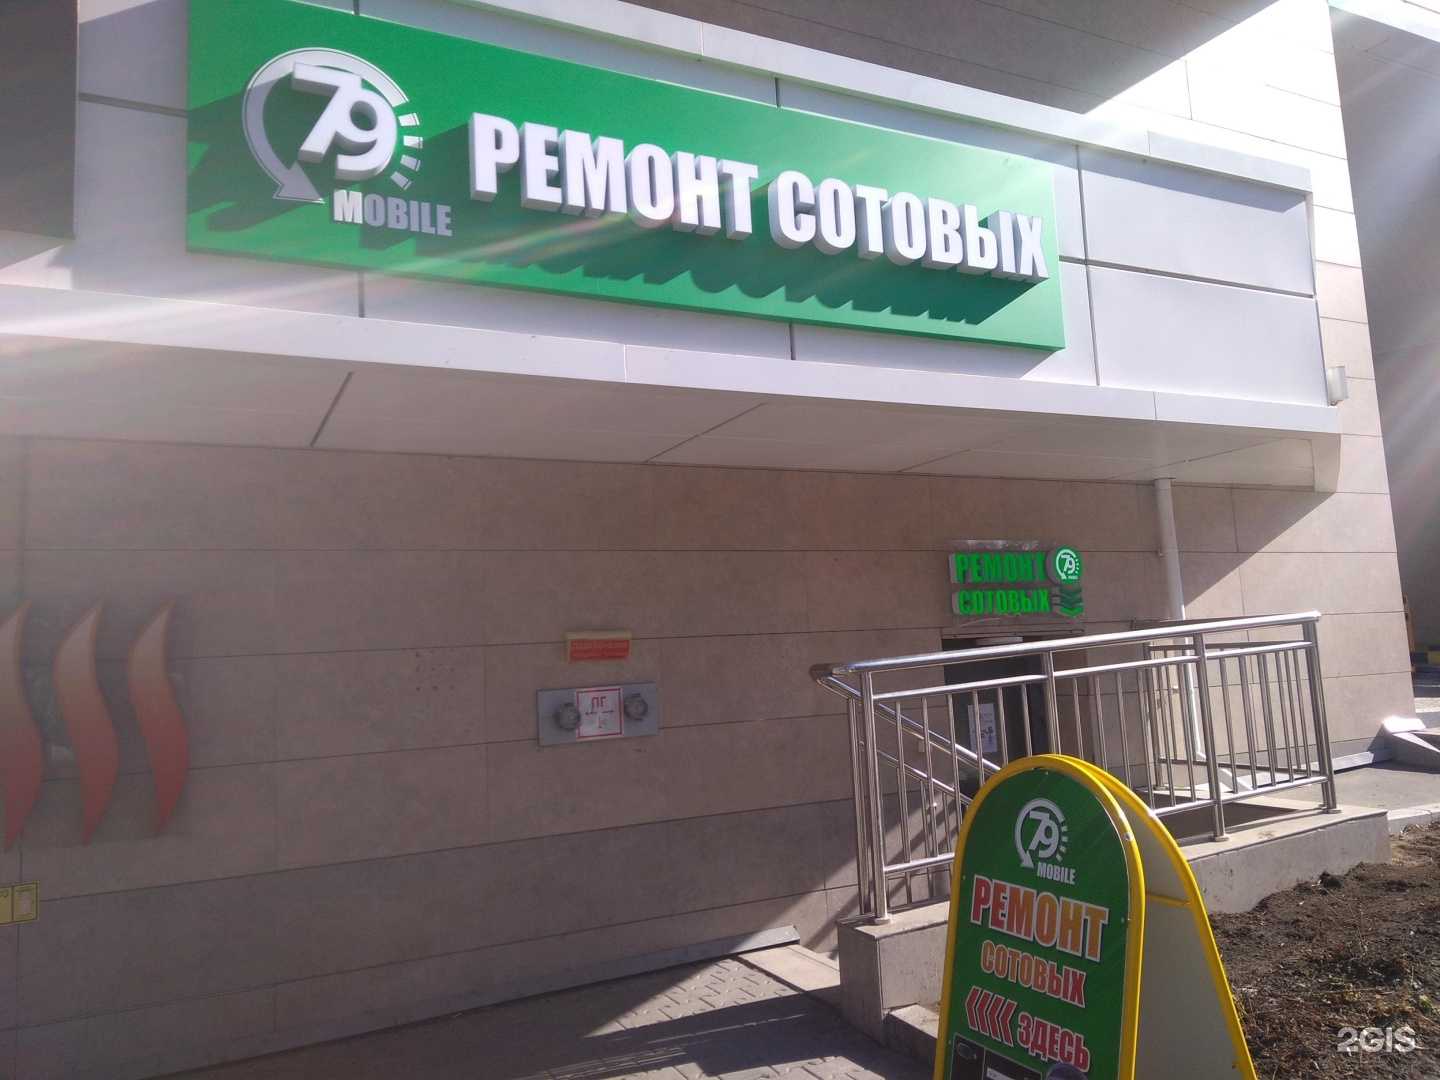 79
MOBILE
РЕМОНТ СОТОВЫХ
РЕМОНТ 79
СОТОВЫХ
ПГ
79
MOBILE
РЕМОНТ
СОТОВЫХ
ЗДЕСЬ
2GIS